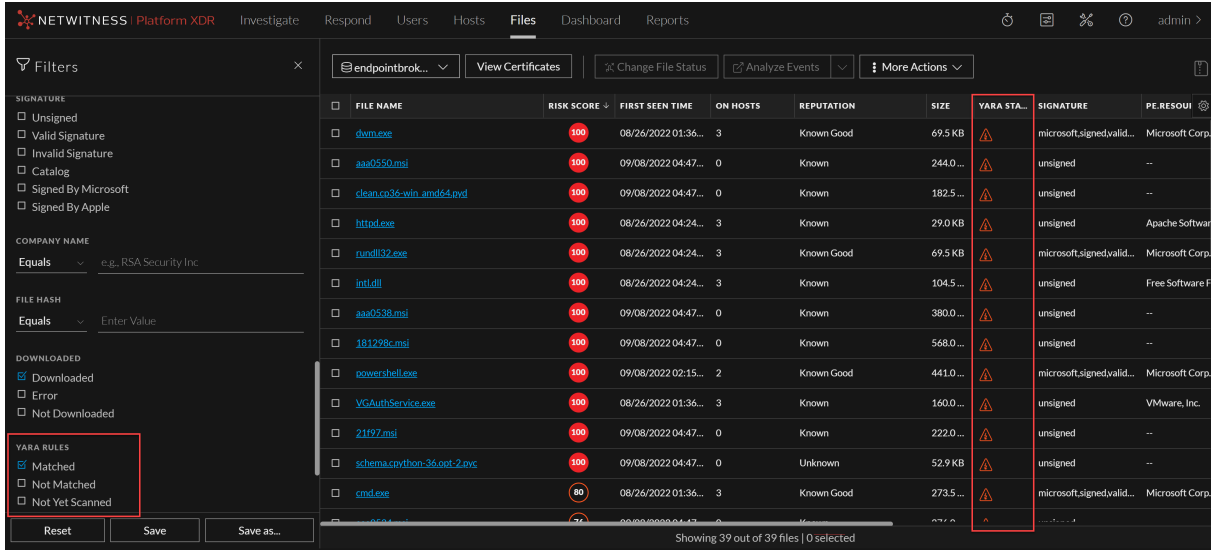 NETWITNESS | Platform XDR Investigate Respond Users Hosts Files Dashboard Reports admin >
Filters ×
SIGNATURE
Unsigned
Valid Signature
Invalid Signature
Catalog
Signed By Microsoft
Signed By Apple
COMPANY NAME
Equals e.g., RSA Security Inc
FILE HASH
Equals Enter Value
DOWNLOADED
Downloaded
Error
Not Downloaded
YARA RULES
Matched
Not Matched
Not Yet Scanned
Reset Save Save as...
endpointbrok... View Certificates Change File Status Analyze Events More Actions
FILE NAME RISK SCORE ↓ FIRST SEEN TIME ON HOSTS REPUTATION SIZE YARA STA... SIGNATURE PE.RESOU
dwm.exe 100 08/26/2022 01:36... 3 Known Good 69.5 KB microsoft,signed,valid... Microsoft Corp.
aaa0550.msi 100 09/08/2022 04:47... 0 Known 244.0 ... unsigned --
clean.cp36-win_amd64.pyd 100 09/08/2022 04:47... 0 Known 182.5 ... unsigned --
httpd.exe 100 08/26/2022 04:24... 3 Known 29.0 KB unsigned Apache Softwar
rundll32.exe 100 08/26/2022 04:24... 3 Known Good 69.5 KB microsoft,signed,valid... Microsoft Corp.
intl.dll 100 08/26/2022 04:24... 3 Known 104.5 ... unsigned Free Software F
aaa0538.msi 100 09/08/2022 04:47... 0 Known 380.0 ... unsigned --
181298c.msi 100 09/08/2022 04:47... 0 Known 568.0 ... unsigned --
powershell.exe 100 09/08/2022 02:15... 2 Known Good 441.0 ... microsoft,signed,valid... Microsoft Corp.
VGAuthService.exe 100 08/26/2022 01:36... 3 Known 160.0 ... unsigned VMware, Inc.
21f97.msi 100 09/08/2022 04:47... 0 Known 222.0 ... unsigned --
schema.cpython-36.opt-2.pyc 100 09/08/2022 04:47... 0 Unknown 52.9 KB unsigned --
cmd.exe 80 08/26/2022 01:36... 3 Known Good 273.5 ... microsoft,signed,valid... Microsoft Corp.
Showing 39 out of 39 files | 0 selected